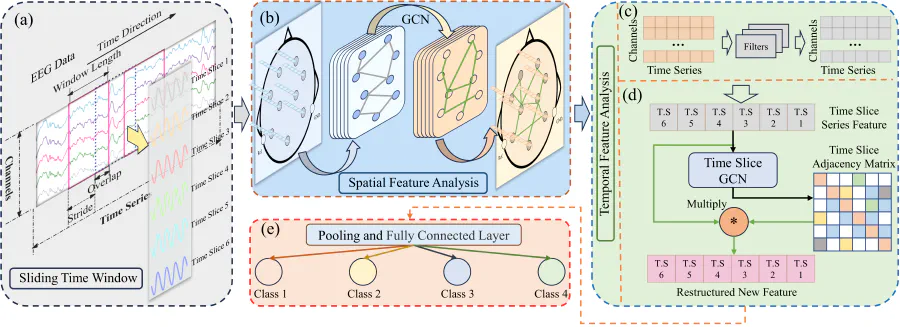 (a)
EEG Data
Time Direction
Window Length
Channels
Overlap
Stride
Time Serie
Time Slice 1
Time Slice 2
Time Slice 3
Time Slice 4
Time Slice 5
Time Slice 6
Sliding Time Window
(b)
GCN
Spatial Feature Analysis
Temporal Feature Analysis
(c)
Channels
...
Time Series
Filters
Channels
...
Time Series
(d)
T.S 6
T.S 5
T.S 4
T.S 3
T.S 2
T.S 1
Time Slice
Series Feature
Time Slice
GCN
Time Slice
Adjacency Matrix
Multiply
*
T.S 6
T.S 5
T.S 4
T.S 3
T.S 2
T.S 1
Restructured New Feature
(e)
Pooling and Fully Connected Layer
Class 1
Class 2
Class 3
Class 4